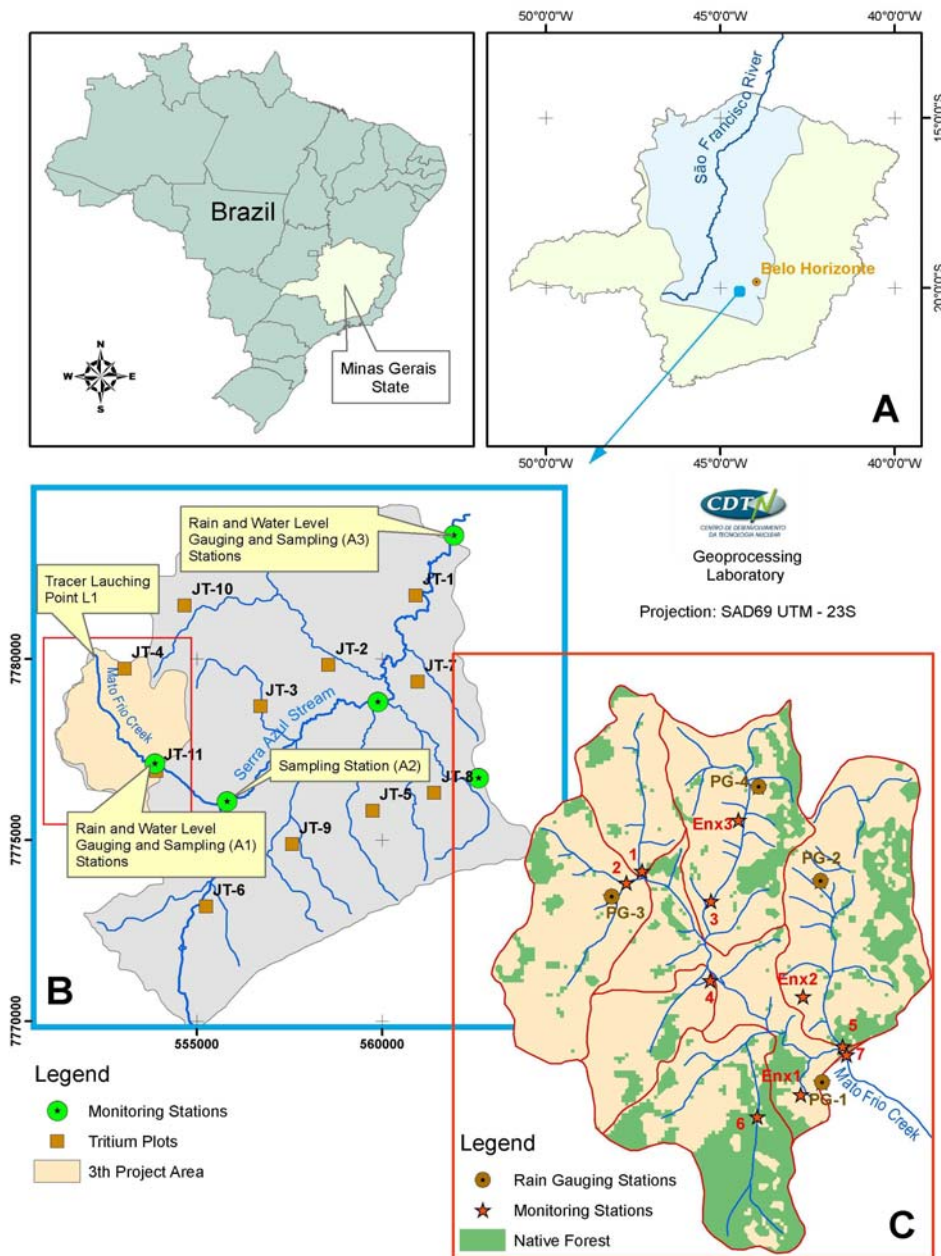 Brazil
Minas Gerais
State
N
W
E
S
50°0'0"W
45°0'0"W
40°0'0"W
15°0'0"S
20°0'0"S
São Francisco River
Belo Horizonte
A
50°0'0"W
45°0'0"W
40°0'0"W
CDTN
CENTRO DE DESENVOLVIMENTO
DA TECNOLOGIA NUCLEAR
Geoprocessing
Laboratory
Projection: SAD69 UTM - 23S
Rain and Water Level
Gauging and Sampling (A3)
Stations
Tracer Lauching
Point L1
JT-10
JT-1
JT-4
JT-2
JT-7
JT-3
Mato Frio Creek
Serra Azul Stream
JT-11
Sampling Station (A2)
JT-8
JT-5
Rain and Water Level
Gauging and Sampling (A1)
Stations
JT-9
JT-6
B
7780000
7775000
7770000
555000
560000
Legend
Monitoring Stations
Tritium Plots
3th Project Area
PG-4
Enx3
1
2
PG-2
PG-3
3
4
Enx2
5
7
Enx1
PG-1
6
Mato Frio Creek
Legend
Rain Gauging Stations
Monitoring Stations
Native Forest
C